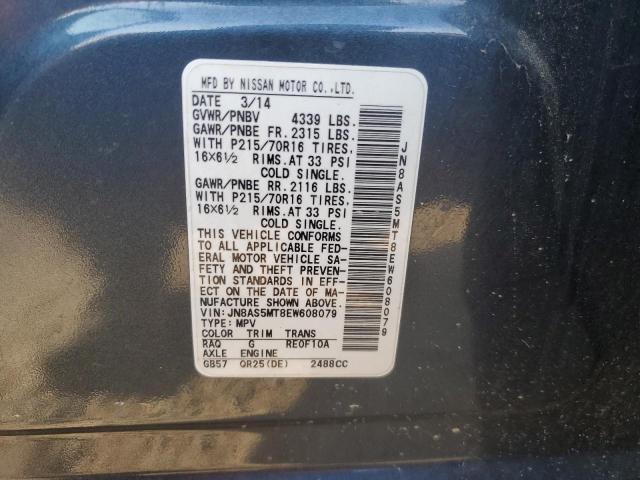 MFD BY NISSAN MOTOR CO.,LTD.
DATE 3/14
GVWR/PNBV 4339 LBS.
GAWR/PNBE FR. 2315 LBS.
WITH P215/70R16 TIRES,
16X6½ RIMS. AT 33 PSI
COLD SINGLE.
GAWR/PNBE RR. 2116 LBS.
WITH P215/70R16 TIRES,
16X6½ RIMS. AT 33 PSI
COLD SINGLE.
THIS VEHICLE CONFORMS
TO ALL APPLICABLE FED-
ERAL MOTOR VEHICLE SA-
FETY AND THEFT PREVEN-
TION STANDARDS IN EFF-
ECT ON THE DATE OF MA-
NUFACTURE SHOWN ABOVE.
VIN: JN8AS5MT8EW608079
TYPE: MPV
COLOR TRIM TRANS
RAQ G RE0F10A
AXLE ENGINE
GB57 QR25(DE) 2488CC
JN8AS5MT8EW608079